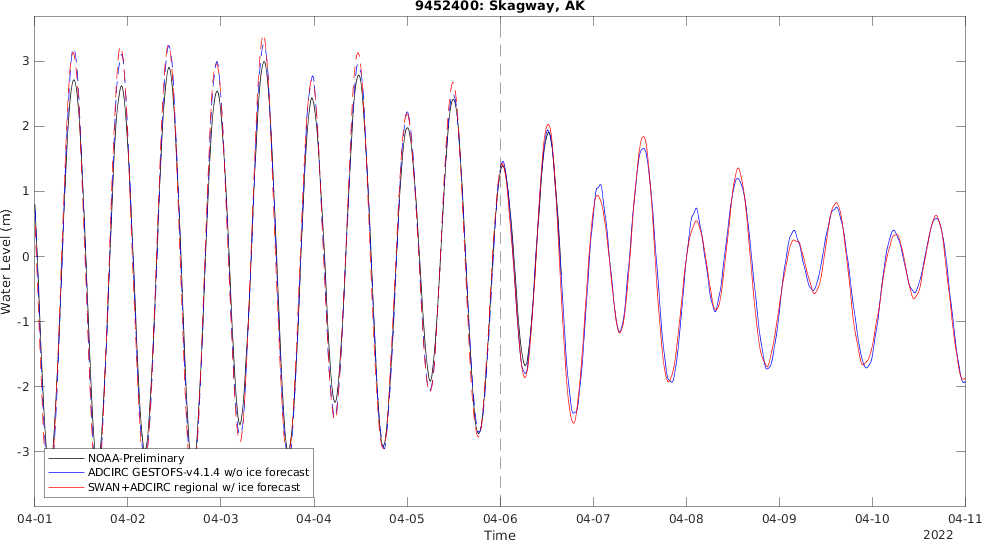 9452400: Skagway, AK
3
2
1
0
-1
-2
-3
Water Level (m)
NOAA-Preliminary
ADCIRC GESTOFS-v4.1.4 w/o ice forecast
SWAN+ADCIRC regional w/ ice forecast
04-01 04-02 04-03 04-04 04-05 04-06 04-07 04-08 04-09 04-10 04-11
Time
2022